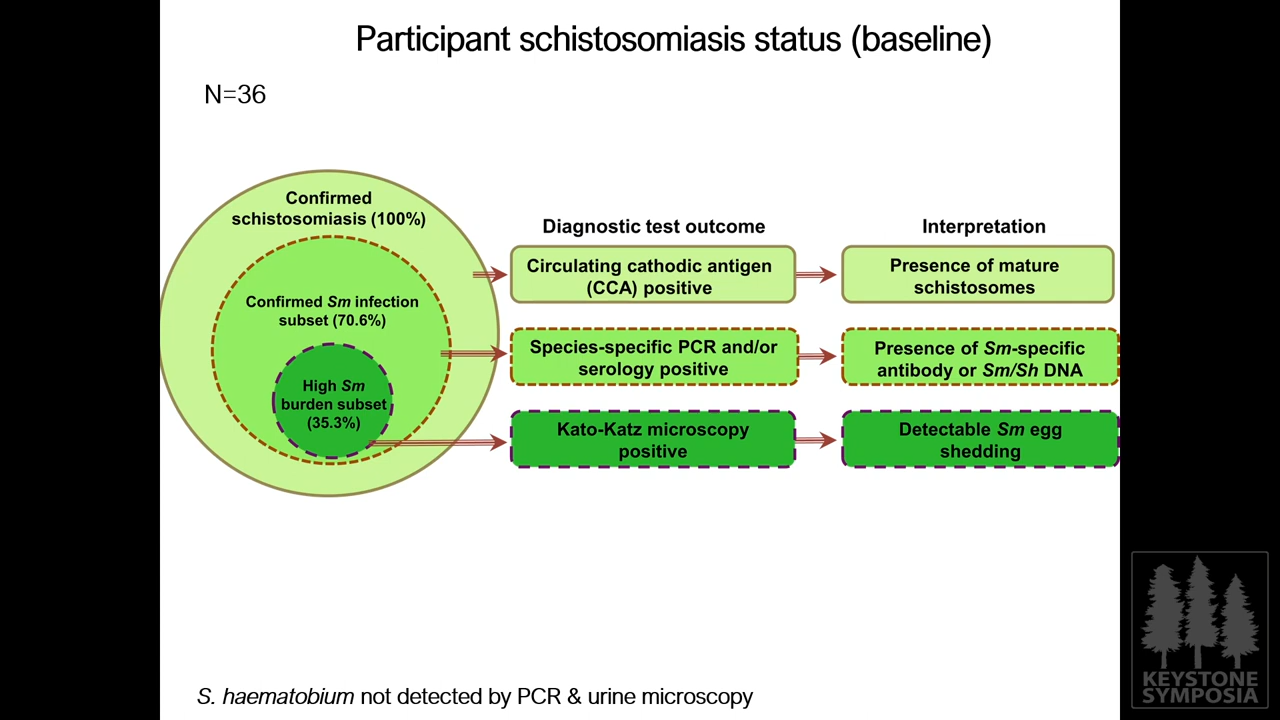 Participant schistosomiasis status (baseline)
N=36
Confirmed
schistosomiasis (100%)
Confirmed Sm infection
subset (70.6%)
High Sm
burden subset
(35.3%)
Diagnostic test outcome
Interpretation
Circulating cathodic antigen
(CCA) positive
Presence of mature
schistosomes
Species-specific PCR and/or
serology positive
Presence of Sm-specific
antibody or Sm/Sh DNA
Kato-Katz microscopy
positive
Detectable Sm egg
shedding
S. haematobium not detected by PCR & urine microscopy
KEYSTONE
SYMPOSIA